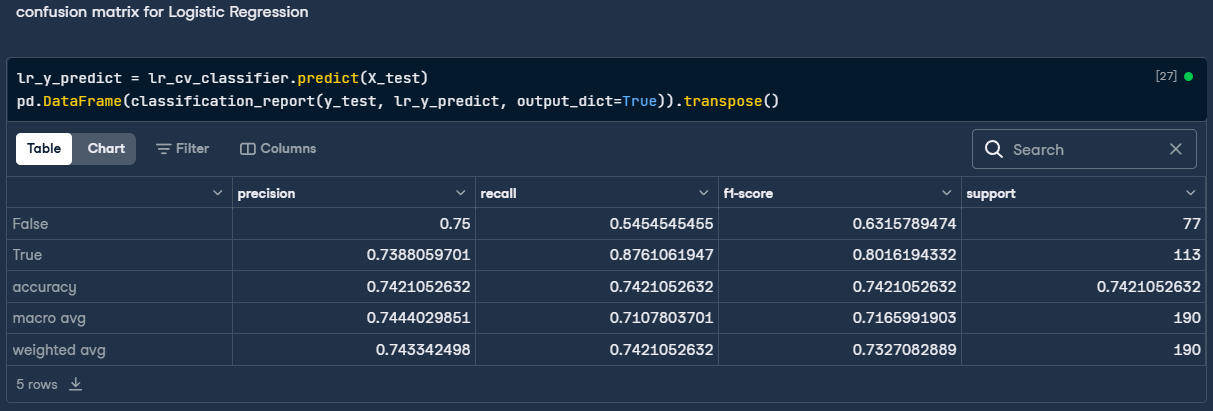 confusion matrix for Logistic Regression
lr_y_predict = lr_cv_classifier.predict(X_test)
[27]
pd.DataFrame(classification_report(y_test, lr_y_predict, output_dict=True)).transpose()
Table Chart Filter Columns Search
precision recall f1-score support
False 0.75 0.5454545455 0.6315789474 77
True 0.7388059701 0.8761061947 0.8016194332 113
accuracy 0.7421052632 0.7421052632 0.7421052632 0.7421052632
macro avg 0.7444029851 0.7107803701 0.7165991903 190
weighted avg 0.743342498 0.7421052632 0.7327082889 190
5 rows